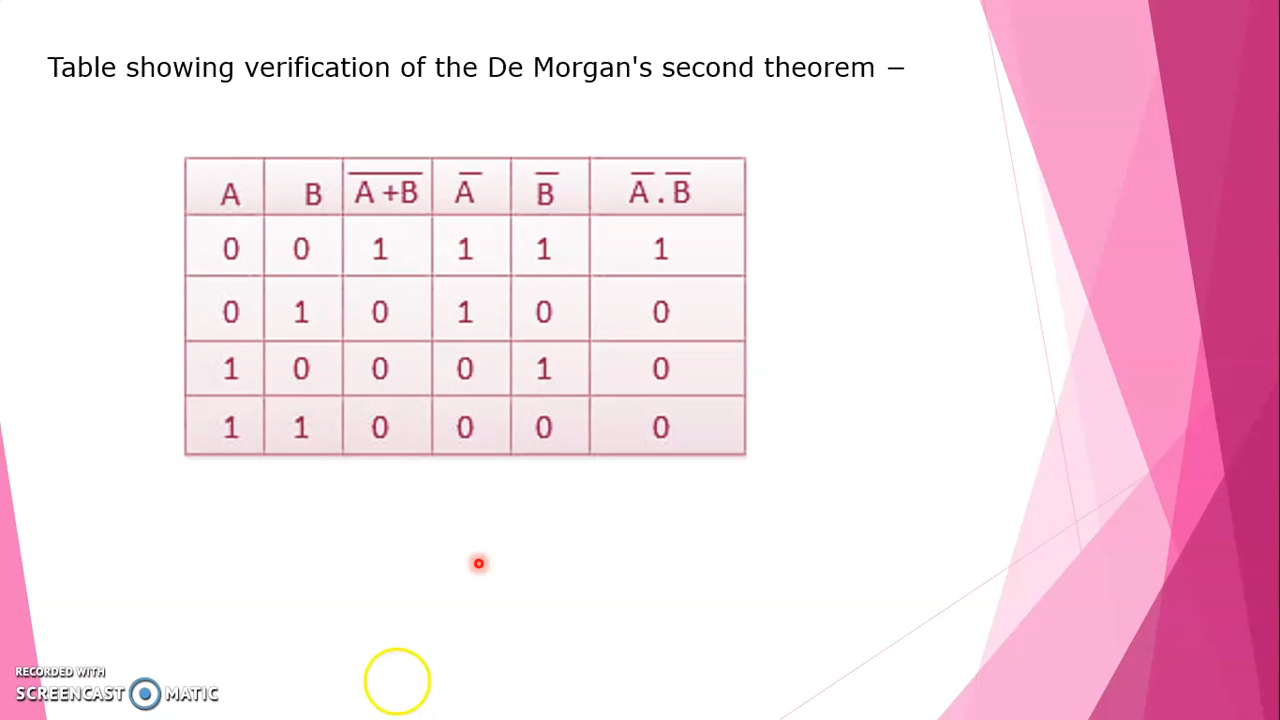 Table showing verification of the De Morgan's second theorem −
A B A̅ ̅+̅B̅ A̅ B̅ A̅ . B̅
0 0 1 1 1 1
0 1 0 1 0 0
1 0 0 0 1 0
1 1 0 0 0 0
RECORDED WITH
SCREENCAST MATIC